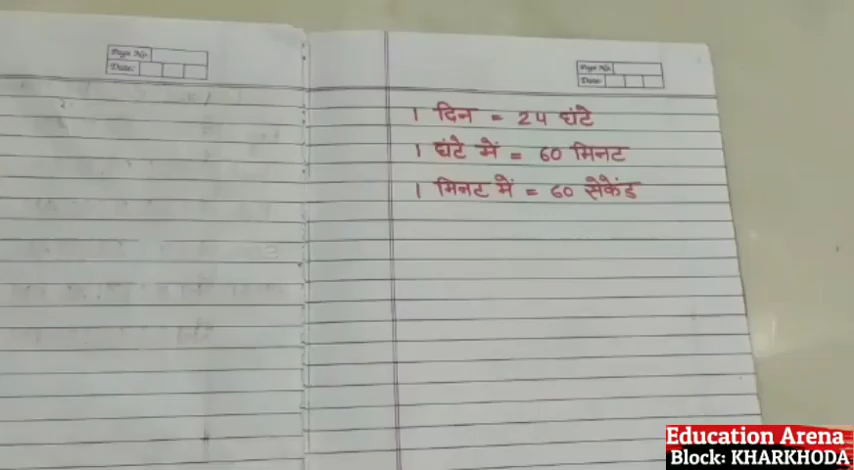 Page No.
Date:
Page No.
Date:
1 दिन = 24 घंटे
1 घंटे में = 60 मिनट
1 मिनट में = 60 सेकेंड
Education Arena
Block: KHARKHODA